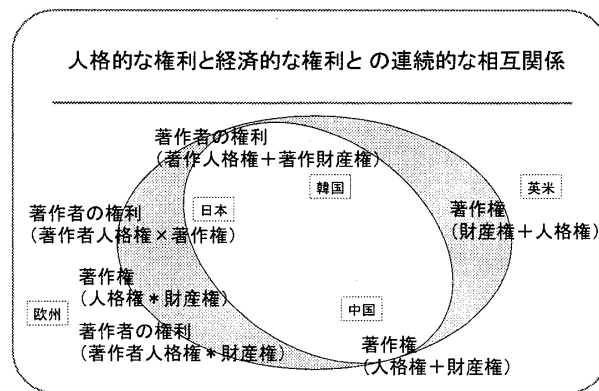 人格的な権利と経済的な権利と の連続的な相互関係
著作者の権利
(著作人格権＋著作財産権)
韓国
英米
日本
著作者の権利
(著作者人格権×著作権)
著作権
(財産権＋人格権)
著作権
(人格権＊財産権)
欧州
中国
著作者の権利
(著作者人格権＊財産権)
著作権
(人格権＋財産権)